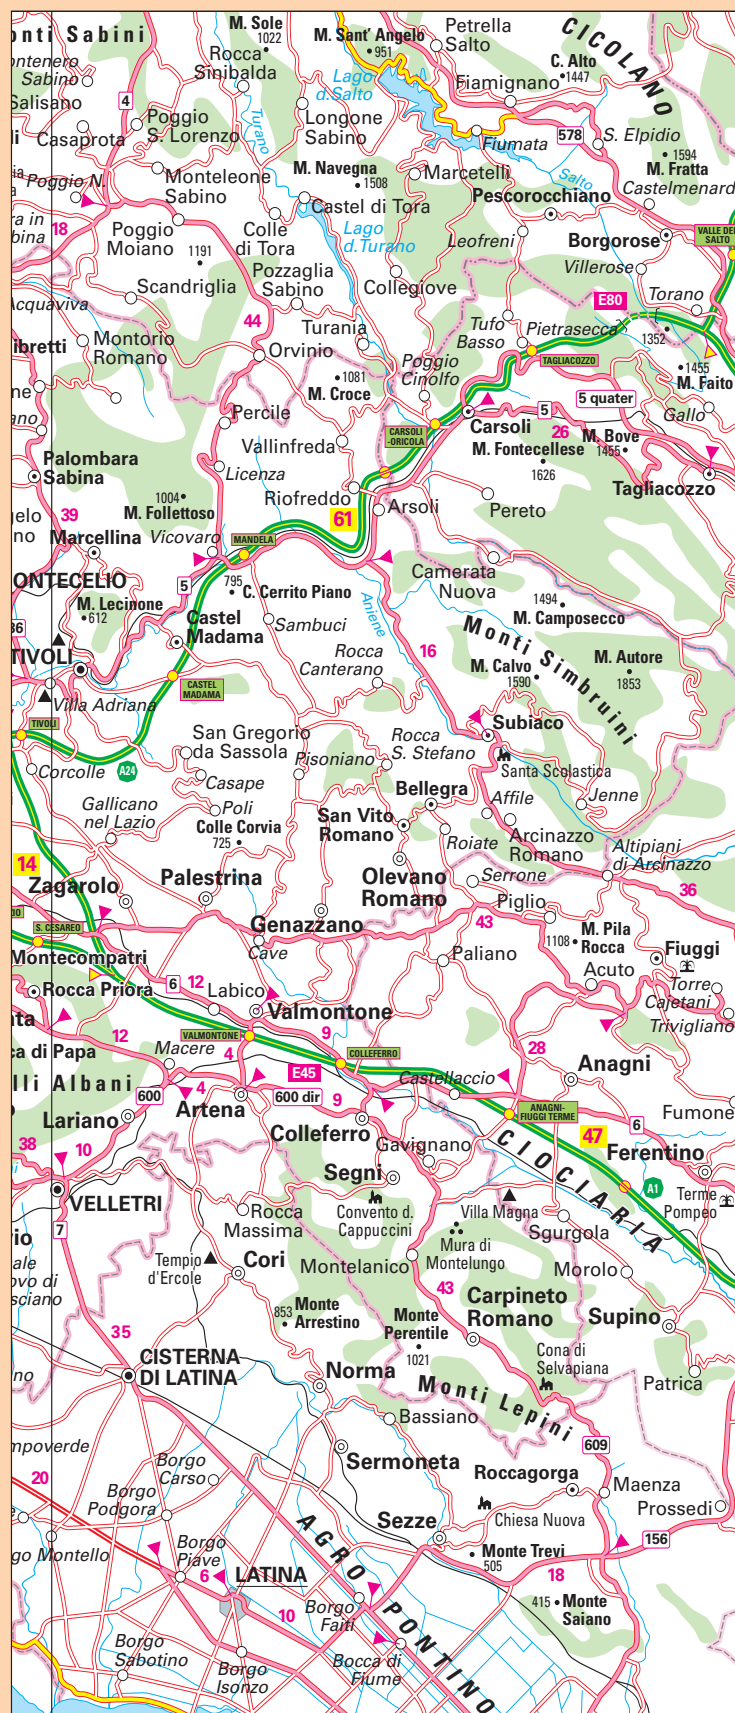 onti Sabini
M. Sole
1022
M. Sant' Angelo
951
Petrella
Salto
CICOLANO
C. Alto
1447
ontenero
Sabino
Rocca
Sinibalda
Lago
d.Salto
Fiamignano
Salisano
4
Poggio
S. Lorenzo
Turano
Longone
Sabino
578
S. Elpidio
Casaprota
Fiumata
1594
M. Fratta
Poggio N.
Monteleone
Sabino
M. Navegna
1508
Marcetelli
Salto
Castelmenard
Pescorocchiano
18
Poggio
Moiano
Colle
di Tora
Castel di Tora
Lago
d.Turano
Leofreni
Borgorose
VALLE DEL
SALTO
1191
Scandriglia
Pozzaglia
Sabino
Collegiove
Villerose
E80
Torano
Acquaviva
44
Turania
Tufo
Basso
Pietrasecca
1352
ibretti
Montorio
Romano
Orvinio
Poggio
Cinolfo
TAGLIACOZZO
1455
M. Faito
1081
M. Croce
5 quater
Gallo
Percile
Carsoli
5
26
CARSOLI
-ORICOLA
Vallinfreda
M. Fontecellese
1626
M. Bove
1455
Palombara
Sabina
Licenza
Tagliacozzo
1004
M. Follettoso
Riofreddo
Arsoli
Pereto
61
39
Marcellina
Vicovaro
MANDELA
Camerata
Nuova
ONTECELIO
5
795
C. Cerrito Piano
Aniene
1494
M. Camposecco
M. Lecinone
612
Castel
Madama
Sambuci
16
Monti Simbruini
TIVOLI
Rocca
Canterano
M. Calvo
1590
M. Autore
1853
CASTEL
MADAMA
Villa Adriana
TIVOLI
Subiaco
San Gregorio
da Sassola
Pisoniano
Rocca
S. Stefano
Santa Scolastica
Corcolle
A24
Casape
Bellegra
Affile
Jenne
Gallicano
nel Lazio
Poli
Colle Corvia
725
San Vito
Romano
Roiate
Arcinazzo
Romano
Altipiani
di Arcinazzo
14
Zagarolo
Palestrina
Olevano
Romano
Serrone
36
Piglio
S. CESAREO
Genazzano
43
Montecompatri
Cave
Paliano
1108
M. Pila
Rocca
Fiuggi
Rocca Priora
6
12
Labico
Acuto
Torre
Cajetani
Valmontone
Trivigliano
12
VALMONTONE
9
28
ca di Papa
Macere
4
COLLEFERRO
Anagni
lli Albani
4
E45
Castellaccio
600
Artena
600 dir
9
ANAGNI-
FIUGGI TERME
Fumone
Lariano
Colleferro
6
47
38
10
Gavignano
CIOCIARIA
Ferentino
Segni
A1
VELLETRI
Convento d.
Cappuccini
Villa Magna
Terme
Pompeo
7
Rocca
Massima
Sgurgola
Tempio
d'Ercole
Cori
Montelanico
Mura di
Montelungo
Morolo
43
Carpineto
Romano
853
Monte
Arrestino
Monte
Perentile
1021
Supino
35
Cona di
Selvapiana
CISTERNA
DI LATINA
Norma
Monti Lepini
Patrica
Bassiano
609
mpoverde
Sermoneta
20
Borgo
Carso
Roccagorga
Maenza
Borgo
Podgora
Chiesa Nuova
Prossedi
Sezze
go Montello
Borgo
Piave
AGRO PONTINO
Monte Trevi
505
156
6
LATINA
18
10
Borgo
Faiti
415
Monte
Saiano
Borgo
Sabotino
Borgo
Isonzo
Bocca di
Fiume